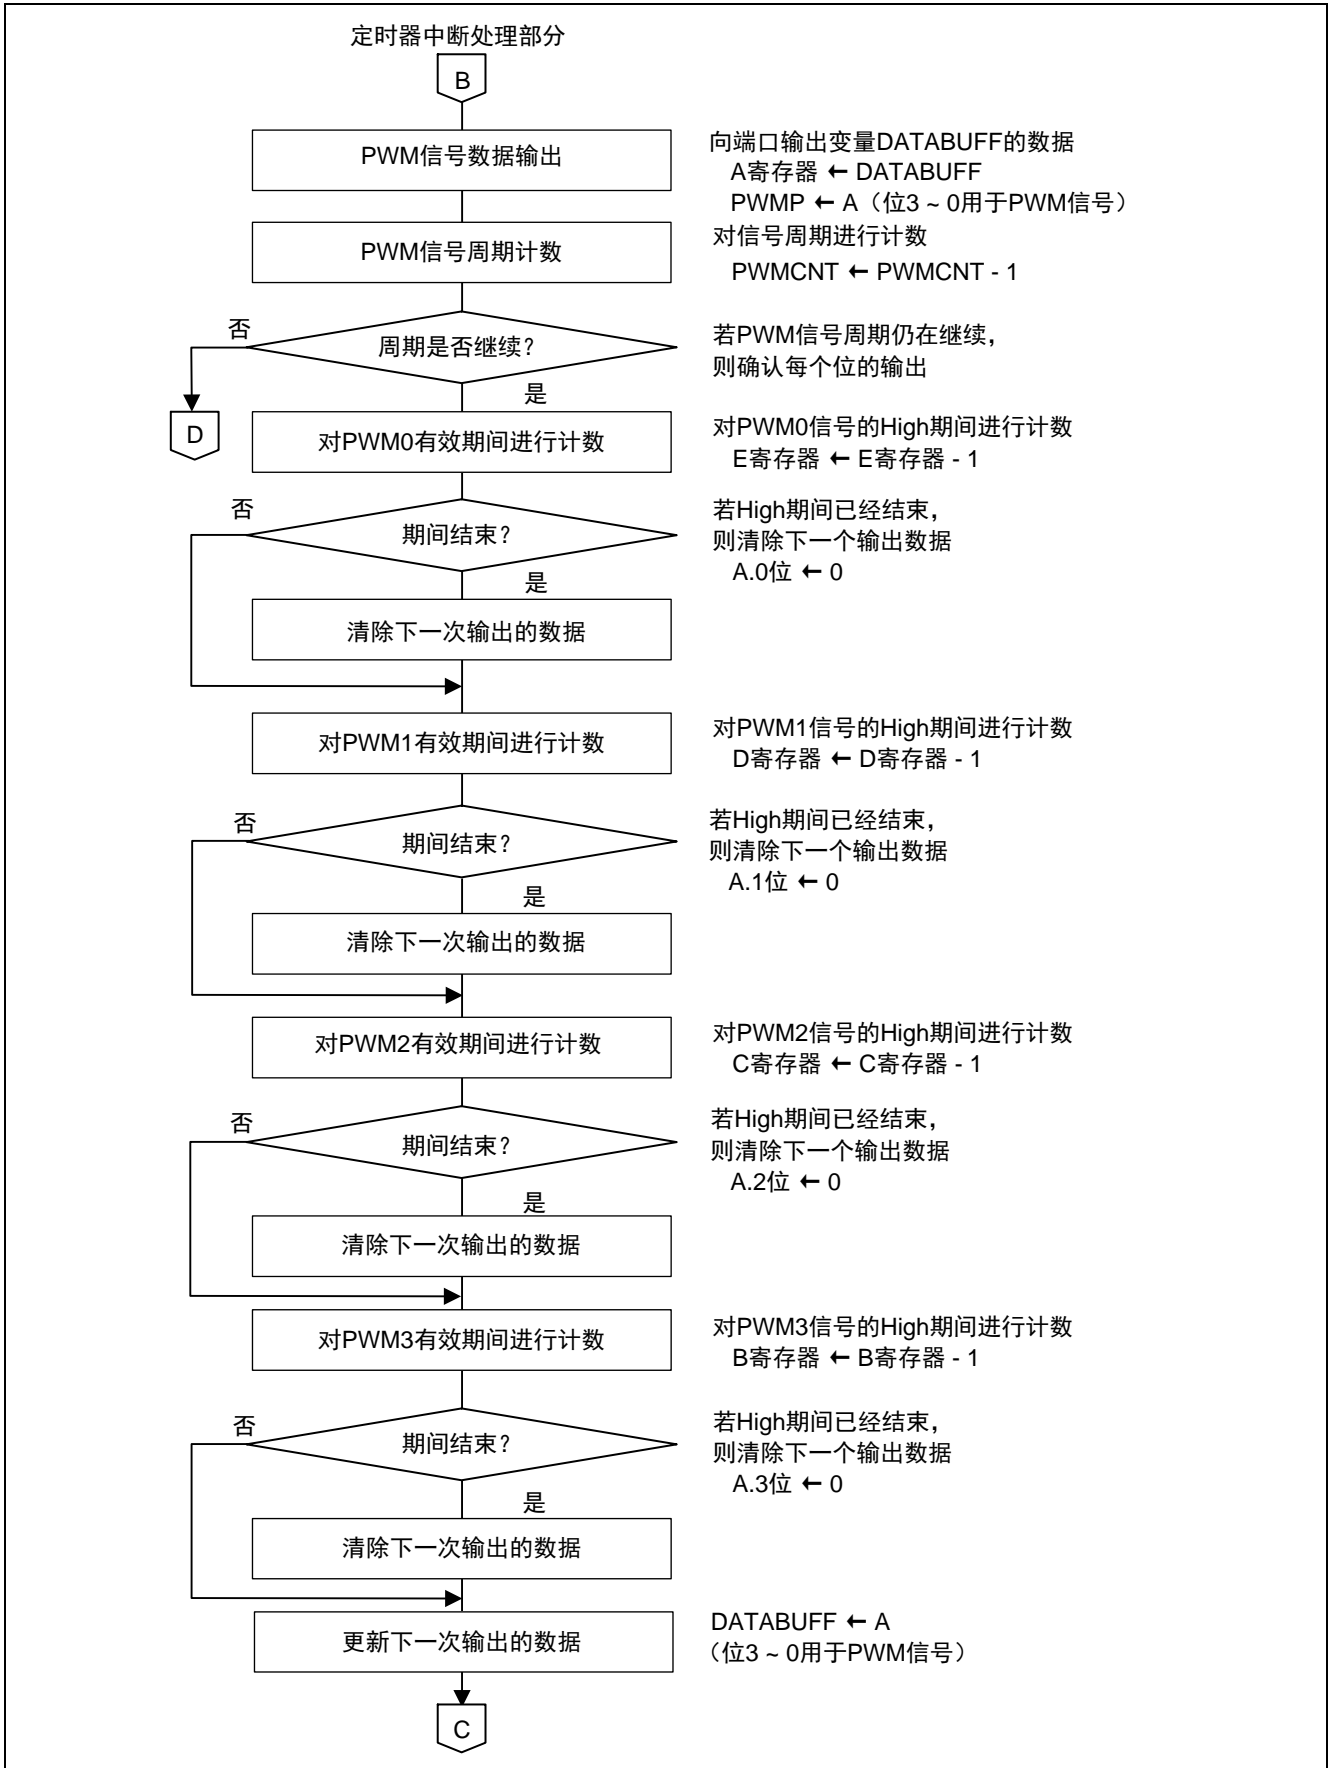 定时器中断处理部分
B
PWM信号数据输出
向端口输出变量DATABUFF的数据
A寄存器 ← DATABUFF
PWMP ← A（位3 ~ 0用于PWM信号）
PWM信号周期计数
对信号周期进行计数
PWMCNT ← PWMCNT - 1
否
周期是否继续？
若PWM信号周期仍在继续，
则确认每个位的输出
是
D
对PWM0有效期间进行计数
对PWM0信号的High期间进行计数
E寄存器 ← E寄存器 - 1
否
期间结束？
若High期间已经结束，
则清除下一个输出数据
A.0位 ← 0
是
清除下一次输出的数据
对PWM1有效期间进行计数
对PWM1信号的High期间进行计数
D寄存器 ← D寄存器 - 1
否
期间结束？
若High期间已经结束，
则清除下一个输出数据
A.1位 ← 0
是
清除下一次输出的数据
对PWM2有效期间进行计数
对PWM2信号的High期间进行计数
C寄存器 ← C寄存器 - 1
否
期间结束？
若High期间已经结束，
则清除下一个输出数据
A.2位 ← 0
是
清除下一次输出的数据
对PWM3有效期间进行计数
对PWM3信号的High期间进行计数
B寄存器 ← B寄存器 - 1
否
期间结束？
若High期间已经结束，
则清除下一个输出数据
A.3位 ← 0
是
清除下一次输出的数据
更新下一次输出的数据
DATABUFF ← A
（位3 ~ 0用于PWM信号）
C